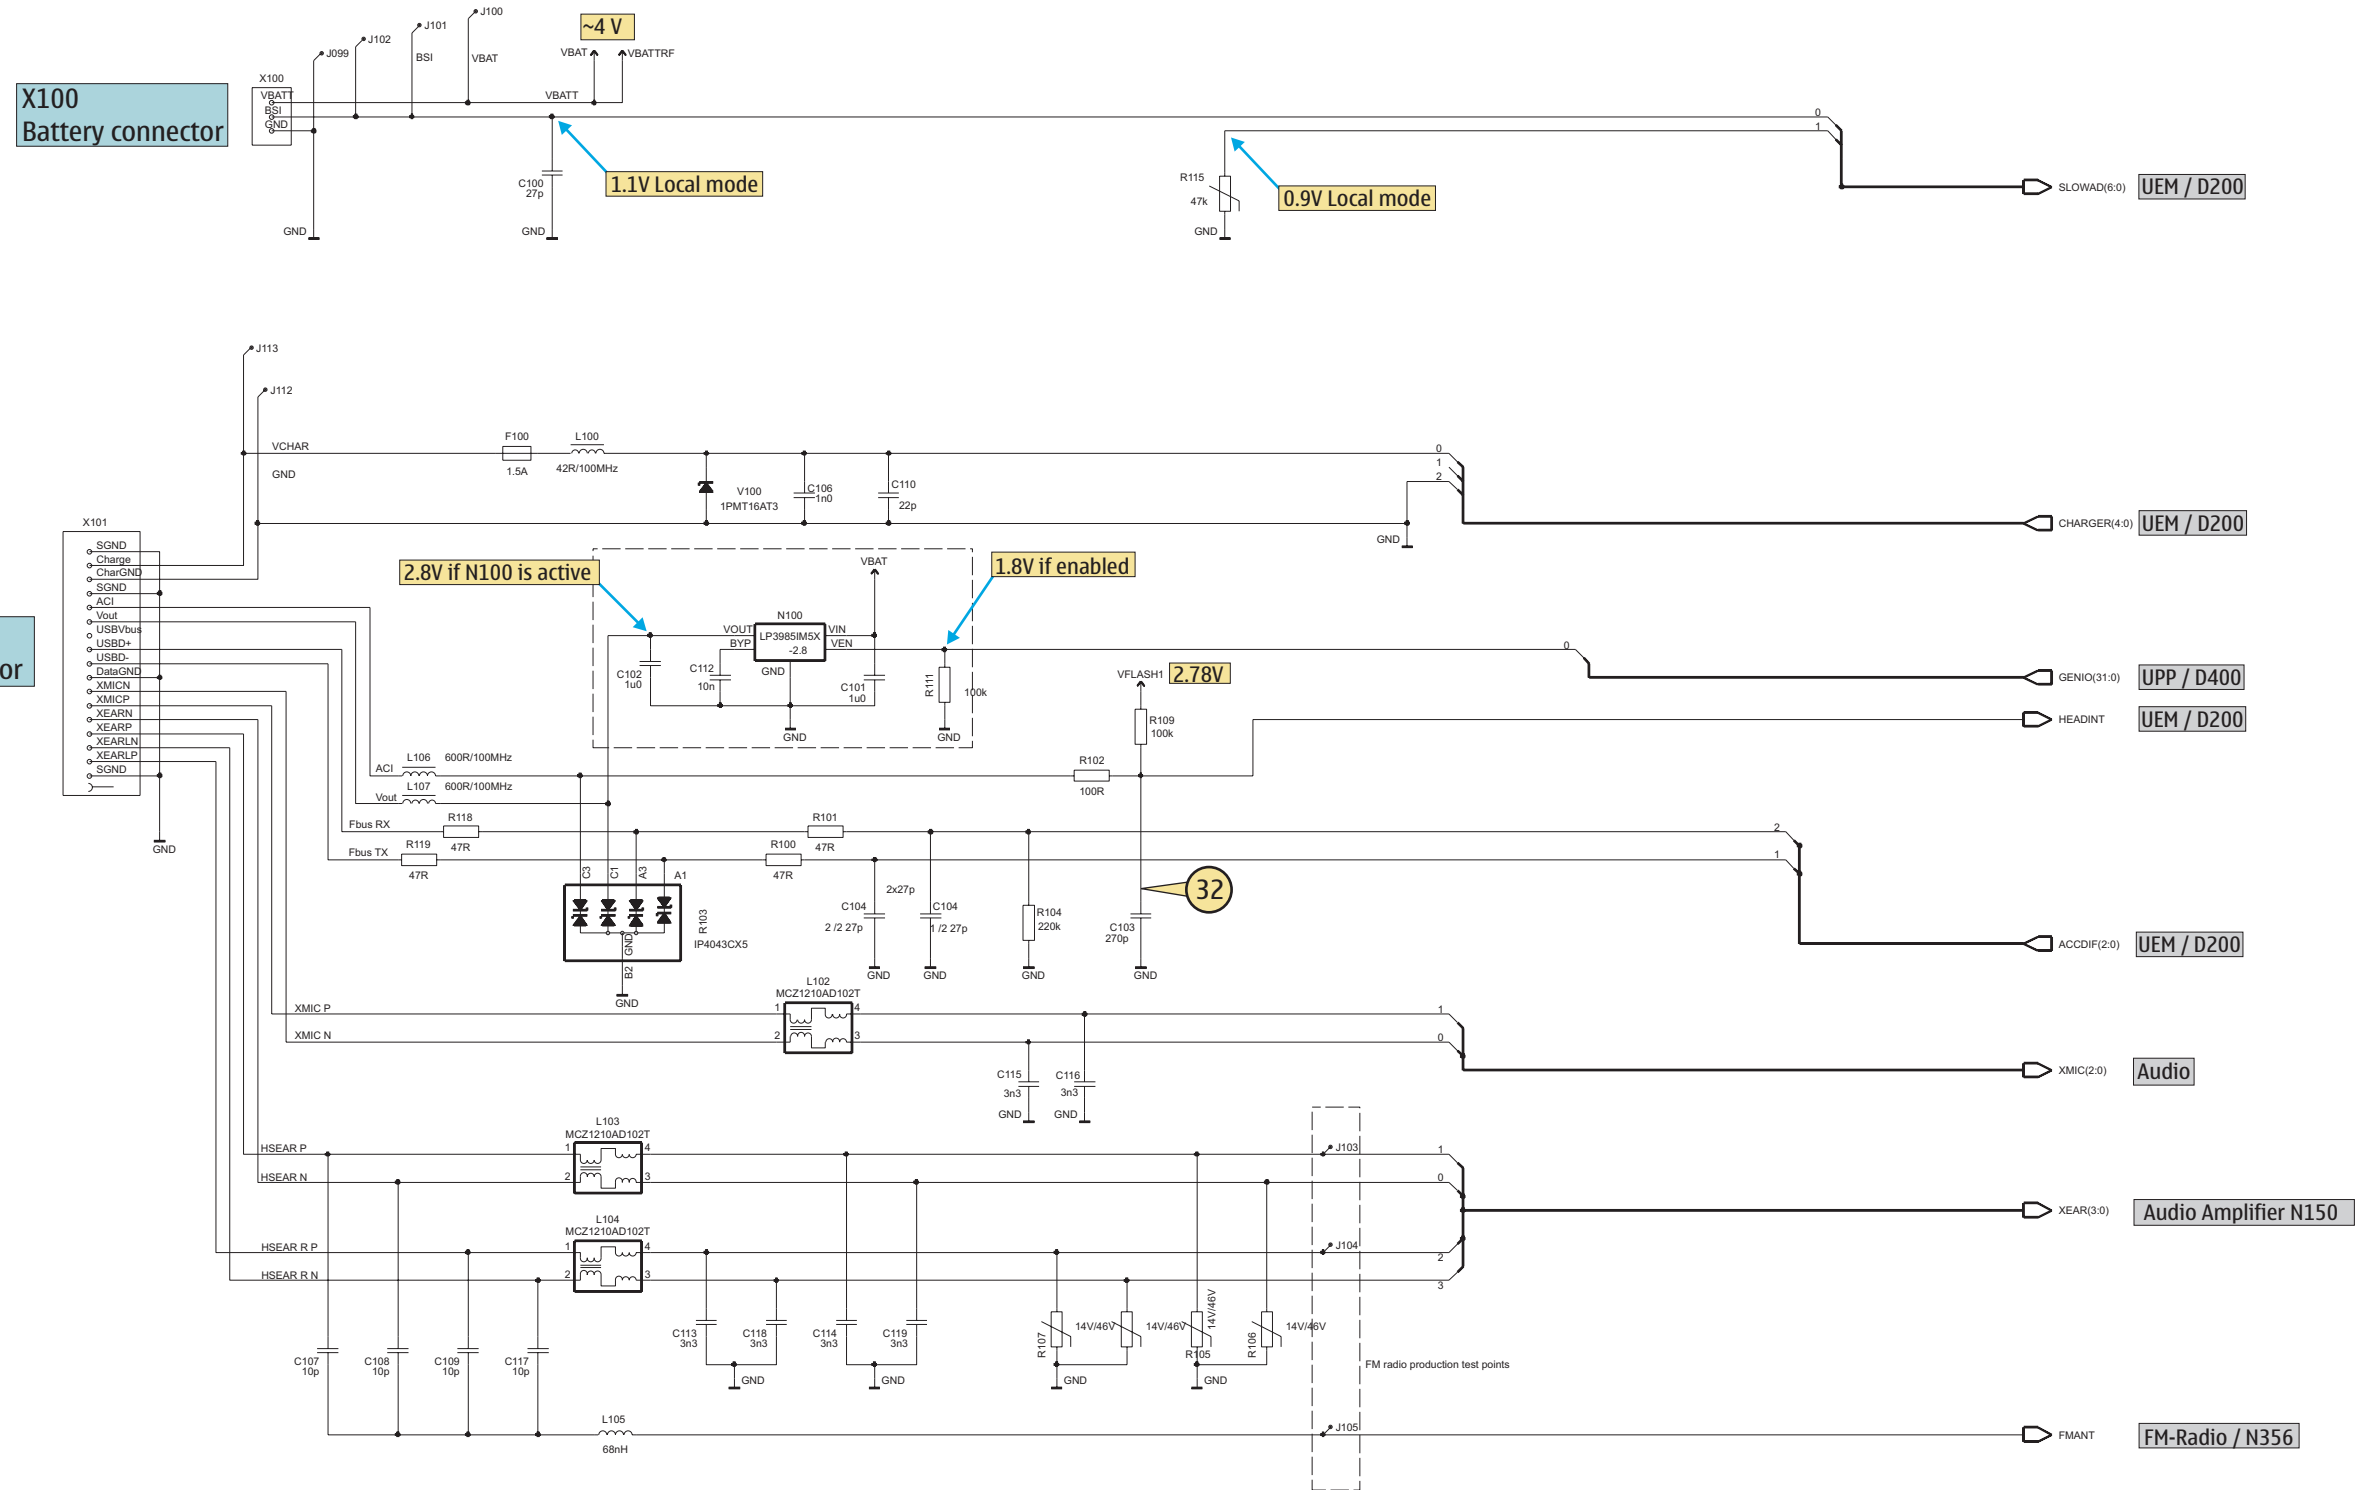 J100
~4 V
J101
J102
J099
VBAT
VBATTRF
BSI
VBAT
X100
X100
Battery connector
VBATT
BSI
GND
VBATT
0
1
C100
27p
1.1V Local mode
R115
47k
0.9V Local mode
SLOWAD(6:0)
UEM / D200
GND
GND
GND
J113
J112
VCHAR
GND
F100
1.5A
L100
42R/100MHz
V100
1PMT16AT3
C106
1n0
C110
22p
0
1
2
GND
CHARGER(4:0)
UEM / D200
X101
SGND
Charge
CharGND
SGND
ACI
Vout
USBVbus
USBD+
USBD-
DataGND
XMICN
XMICP
XEARN
XEARP
XEARLN
XEARLP
SGND
GND
or
2.8V if N100 is active
VBAT
1.8V if enabled
N100
VOUT
BYP
LP3985IM5X
-2.8
VIN
VEN
GND
C102
1u0
C112
10n
C101
1u0
R111
100k
GND
GND
0
GENIO(31:0)
UPP / D400
VFLASH1
2.78V
R109
100k
HEADINT
UEM / D200
ACI
L106
600R/100MHz
R102
100R
Vout
L107
600R/100MHz
Fbus RX
R118
47R
R101
47R
2
Fbus TX
R119
47R
R100
47R
1
C3
C1
A3
A1
R103
IP4043CX5
GND
B2
GND
2x27p
C104
2 /2 27p
C104
1 /2 27p
R104
220k
C103
270p
32
GND
GND
GND
GND
ACCDIF(2:0)
UEM / D200
L102
MCZ1210AD102T
XMIC P
1
4
1
XMIC N
2
3
0
C115
3n3
C116
3n3
GND
GND
XMIC(2:0)
Audio
L103
MCZ1210AD102T
HSEAR P
1
4
J103
1
HSEAR N
2
3
0
XEAR(3:0)
Audio Amplifier N150
L104
MCZ1210AD102T
HSEAR R P
1
4
J104
2
HSEAR R N
2
3
3
C107
10p
C108
10p
C109
10p
C117
10p
C113
3n3
C118
3n3
C114
3n3
C119
3n3
R107
14V/46V
14V/46V
14V/46V
R105
R106
14V/46V
GND
GND
GND
GND
FM radio production test points
L105
68nH
J105
FMANT
FM-Radio / N356